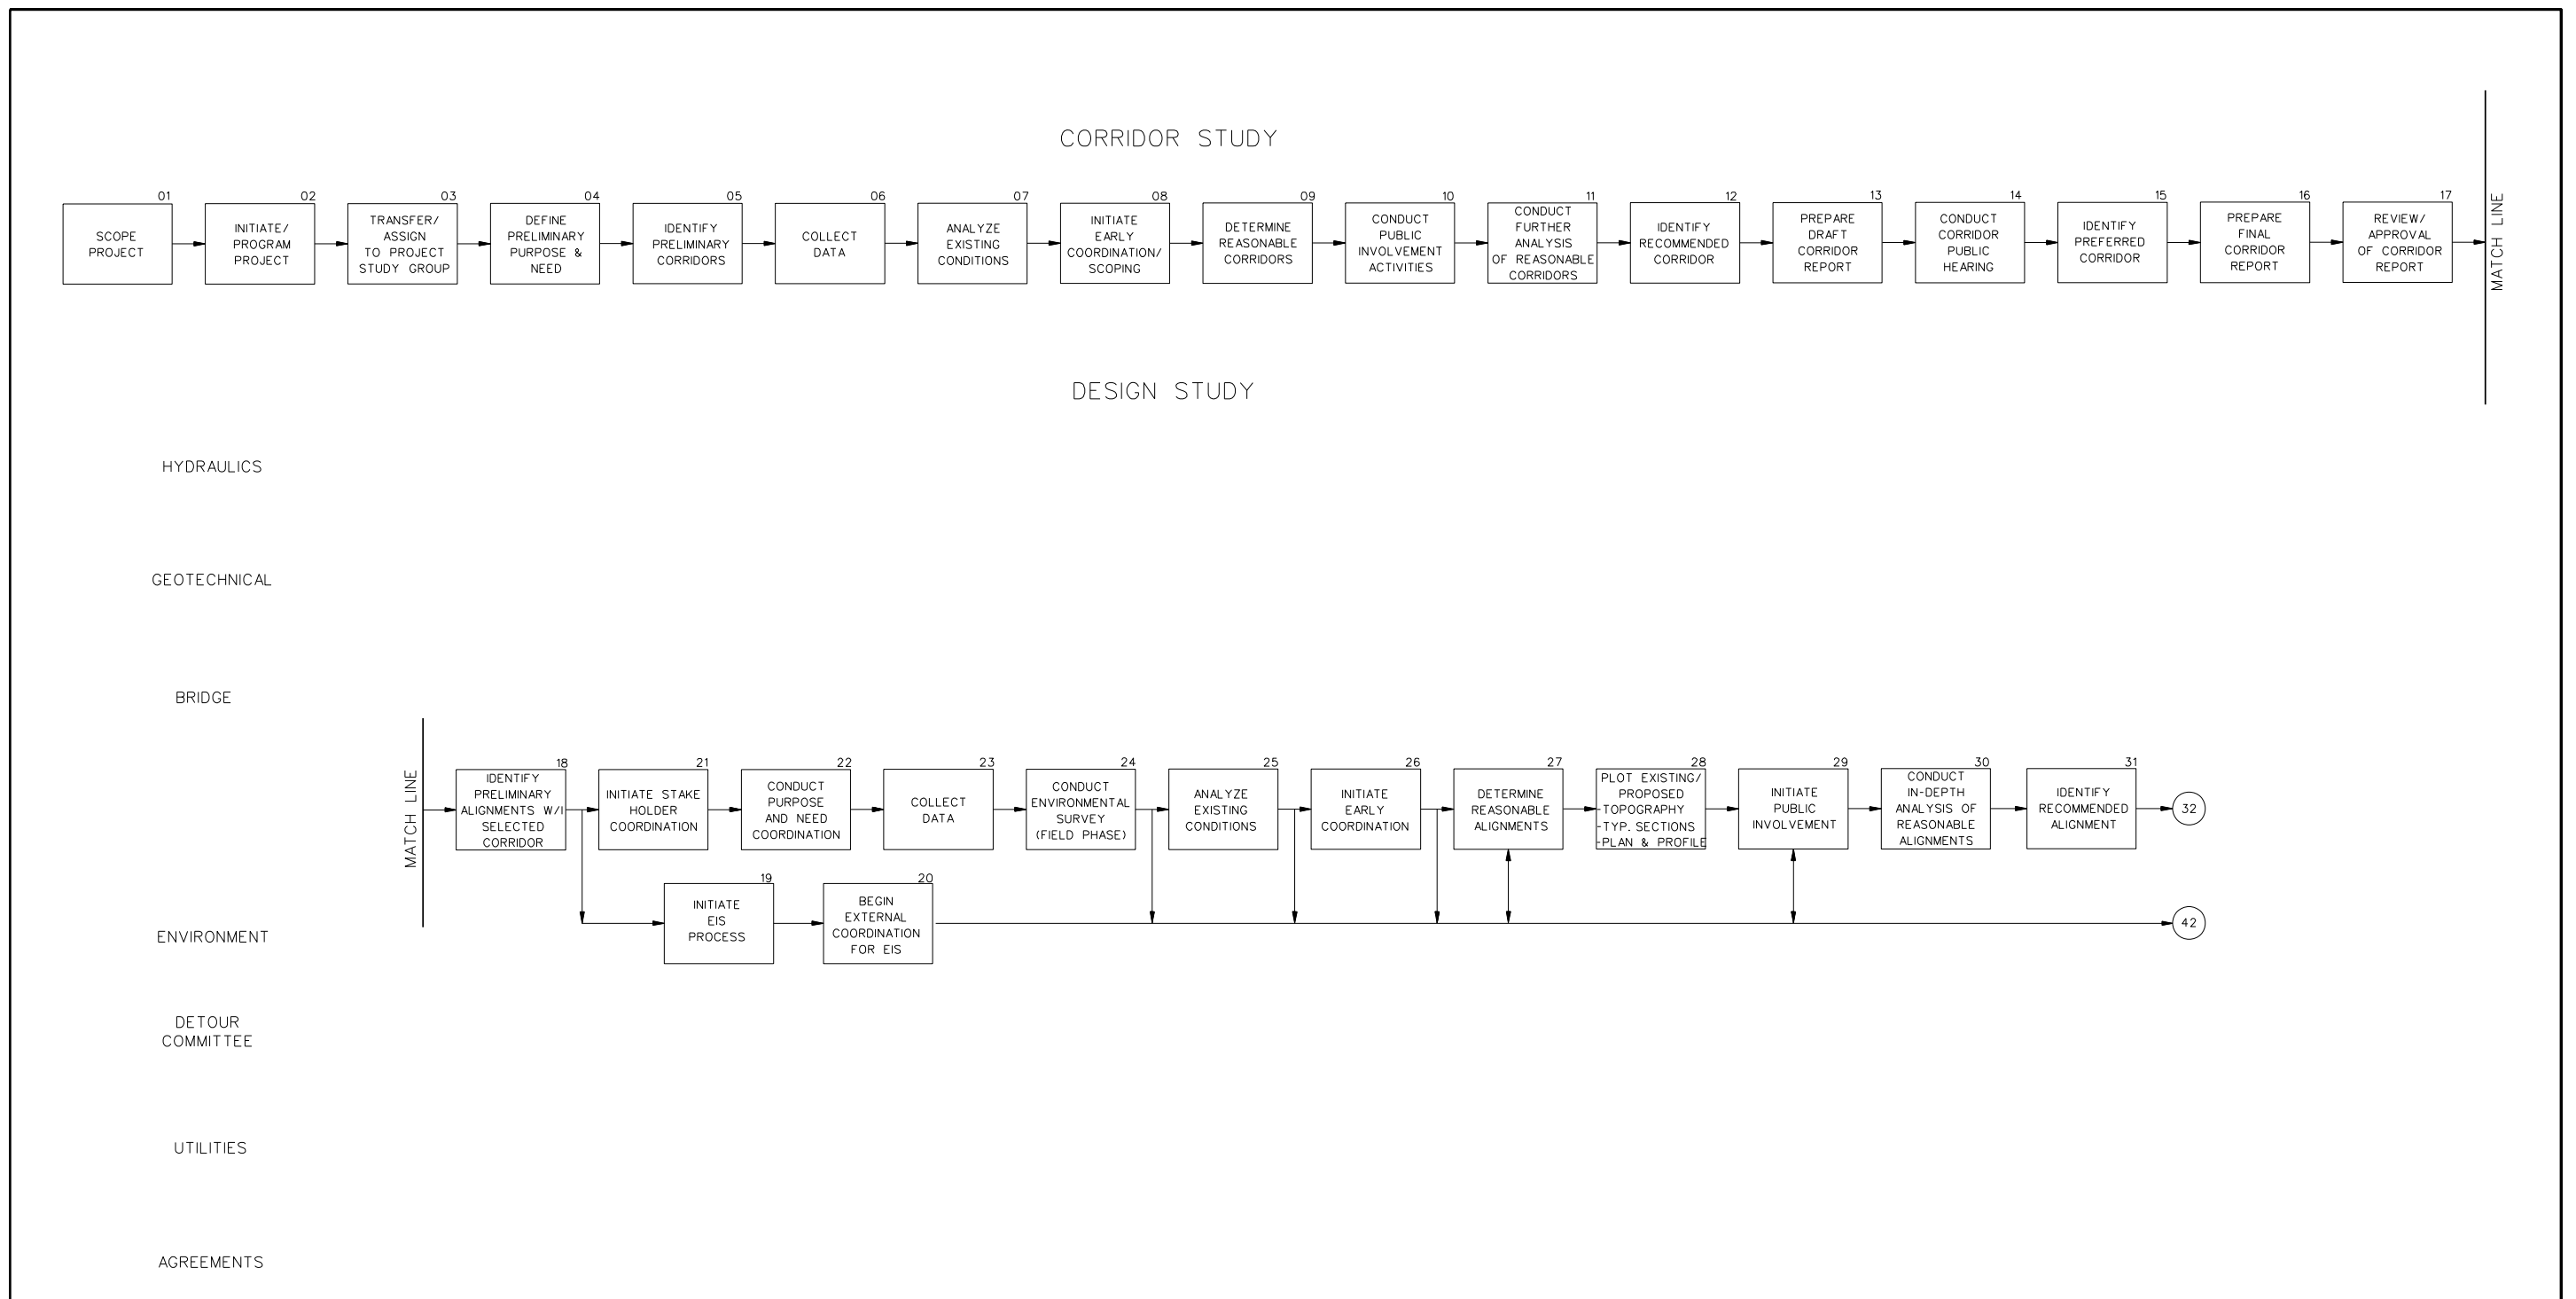 CORRIDOR STUDY
01
SCOPE
PROJECT
02
INITIATE/
PROGRAM
PROJECT
03
TRANSFER/
ASSIGN
TO PROJECT
STUDY GROUP
04
DEFINE
PRELIMINARY
PURPOSE &
NEED
05
IDENTIFY
PRELIMINARY
CORRIDORS
06
COLLECT
DATA
07
ANALYZE
EXISTING
CONDITIONS
08
INITIATE
EARLY
COORDINATION/
SCOPING
09
DETERMINE
REASONABLE
CORRIDORS
10
CONDUCT
PUBLIC
INVOLVEMENT
ACTIVITIES
11
CONDUCT
FURTHER
ANALYSIS
OF REASONABLE
CORRIDORS
12
IDENTIFY
RECOMMENDED
CORRIDOR
13
PREPARE
DRAFT
CORRIDOR
REPORT
14
CONDUCT
CORRIDOR
PUBLIC
HEARING
15
IDENTIFY
PREFERRED
CORRIDOR
16
PREPARE
FINAL
CORRIDOR
REPORT
17
REVIEW/
APPROVAL
OF CORRIDOR
REPORT
MATCH LINE
DESIGN STUDY
HYDRAULICS
GEOTECHNICAL
BRIDGE
MATCH LINE
18
IDENTIFY
PRELIMINARY
ALIGNMENTS W/I
SELECTED
CORRIDOR
21
INITIATE STAKE
HOLDER
COORDINATION
22
CONDUCT
PURPOSE
AND NEED
COORDINATION
23
COLLECT
DATA
24
CONDUCT
ENVIRONMENTAL
SURVEY
(FIELD PHASE)
25
ANALYZE
EXISTING
CONDITIONS
26
INITIATE
EARLY
COORDINATION
27
DETERMINE
REASONABLE
ALIGNMENTS
28
PLOT EXISTING/
PROPOSED
-TOPOGRAPHY
-TYP. SECTIONS
-PLAN & PROFILE
29
INITIATE
PUBLIC
INVOLVEMENT
30
CONDUCT
IN-DEPTH
ANALYSIS OF
REASONABLE
ALIGNMENTS
31
IDENTIFY
RECOMMENDED
ALIGNMENT
32
19
INITIATE
EIS
PROCESS
20
BEGIN
EXTERNAL
COORDINATION
FOR EIS
42
ENVIRONMENT
DETOUR
COMMITTEE
UTILITIES
AGREEMENTS